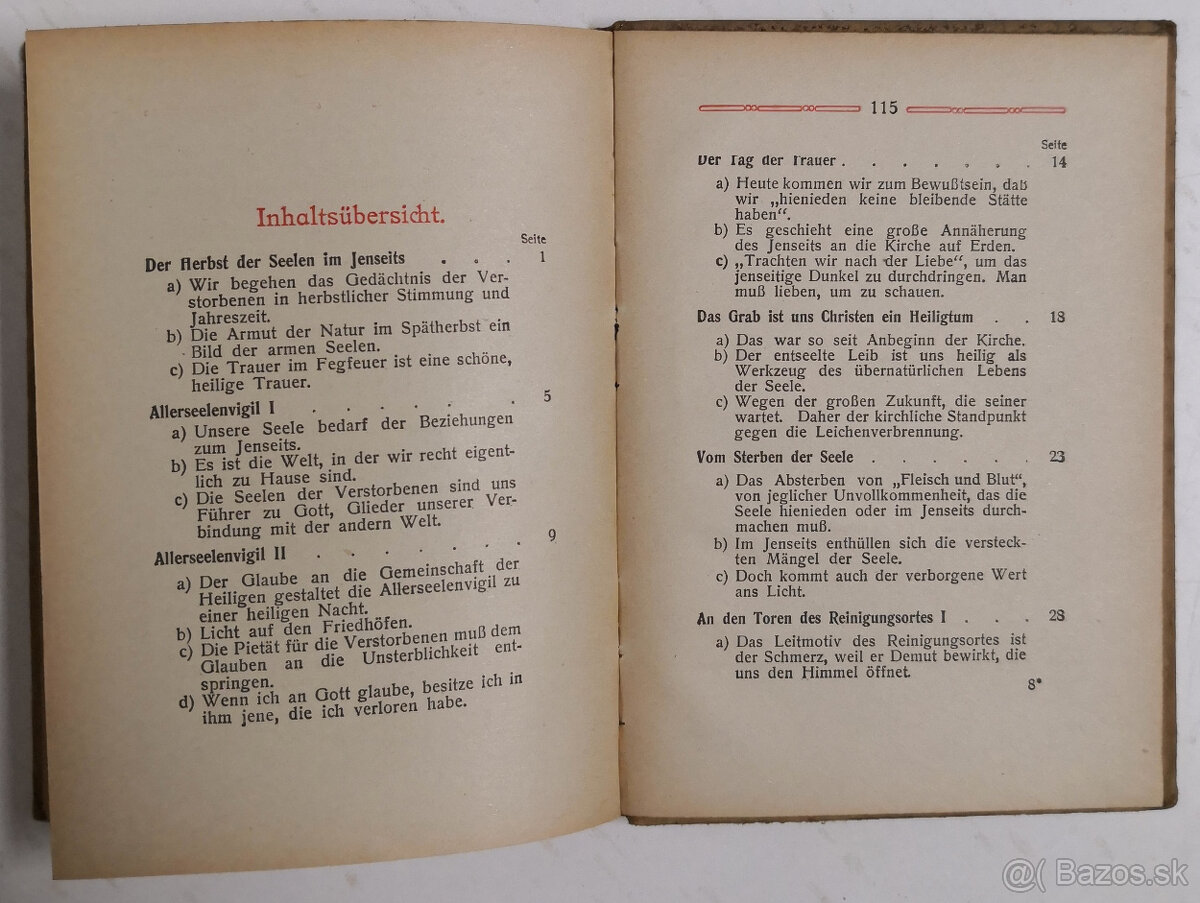 Inhaltsübersicht.
Seite
Der Herbst der Seelen im Jenseits . . . 1
a) Wir begehen das Gedächtnis der Ver-
storbenen in herbstlicher Stimmung und
Jahreszeit.
b) Die Armut der Natur im Spätherbst ein
Bild der armen Seelen.
c) Die Trauer im Fegfeuer ist eine schöne,
heilige Trauer.
Allerseelenvigil I . . . . . . . 5
a) Unsere Seele bedarf der Beziehungen
zum Jenseits.
b) Es ist die Welt, in der wir recht eigent-
lich zu Hause sind.
c) Die Seelen der Verstorbenen sind uns
Führer zu Gott, Glieder unserer Ver-
bindung mit der andern Welt.
Allerseelenvigil II . . . . . . . 9
a) Der Glaube an die Gemeinschaft der
Heiligen gestaltet die Allerseelenvigil zu
einer heiligen Nacht.
b) Licht auf den Friedhöfen.
c) Die Pietät für die Verstorbenen muß dem
Glauben an die Unsterblichkeit ent-
springen.
d) Wenn ich an Gott glaube, besitze ich in
ihm jene, die ich verloren habe.
115
Seite
Der Tag der Trauer . . . . . . . 14
a) Heute kommen wir zum Bewußtsein, daß
wir „hienieden keine bleibende Stätte
haben“.
b) Es geschieht eine große Annäherung
des Jenseits an die Kirche auf Erden.
c) „Trachten wir nach der Liebe“, um das
jenseitige Dunkel zu durchdringen. Man
muß lieben, um zu schauen.
Das Grab ist uns Christen ein Heiligtum . . 18
a) Das war so seit Anbeginn der Kirche.
b) Der entseelte Leib ist uns heilig als
Werkzeug des übernatürlichen Lebens
der Seele.
c) Wegen der großen Zukunft, die seiner
wartet. Daher der kirchliche Standpunkt
gegen die Leichenverbrennung.
Vom Sterben der Seele . . . . . . 23
a) Das Absterben von „Fleisch und Blut“,
von jeglicher Unvollkommenheit, das die
Seele hienieden oder im Jenseits durch-
machen muß.
b) Im Jenseits enthüllen sich die versteck-
ten Mängel der Seele.
c) Doch kommt auch der verborgene Wert
ans Licht.
An den Toren des Reinigungsortes I . . . 28
a) Das Leitmotiv des Reinigungsortes ist
der Schmerz, weil er Demut bewirkt, die
uns den Himmel öffnet.
8*
@( Bazos.sk